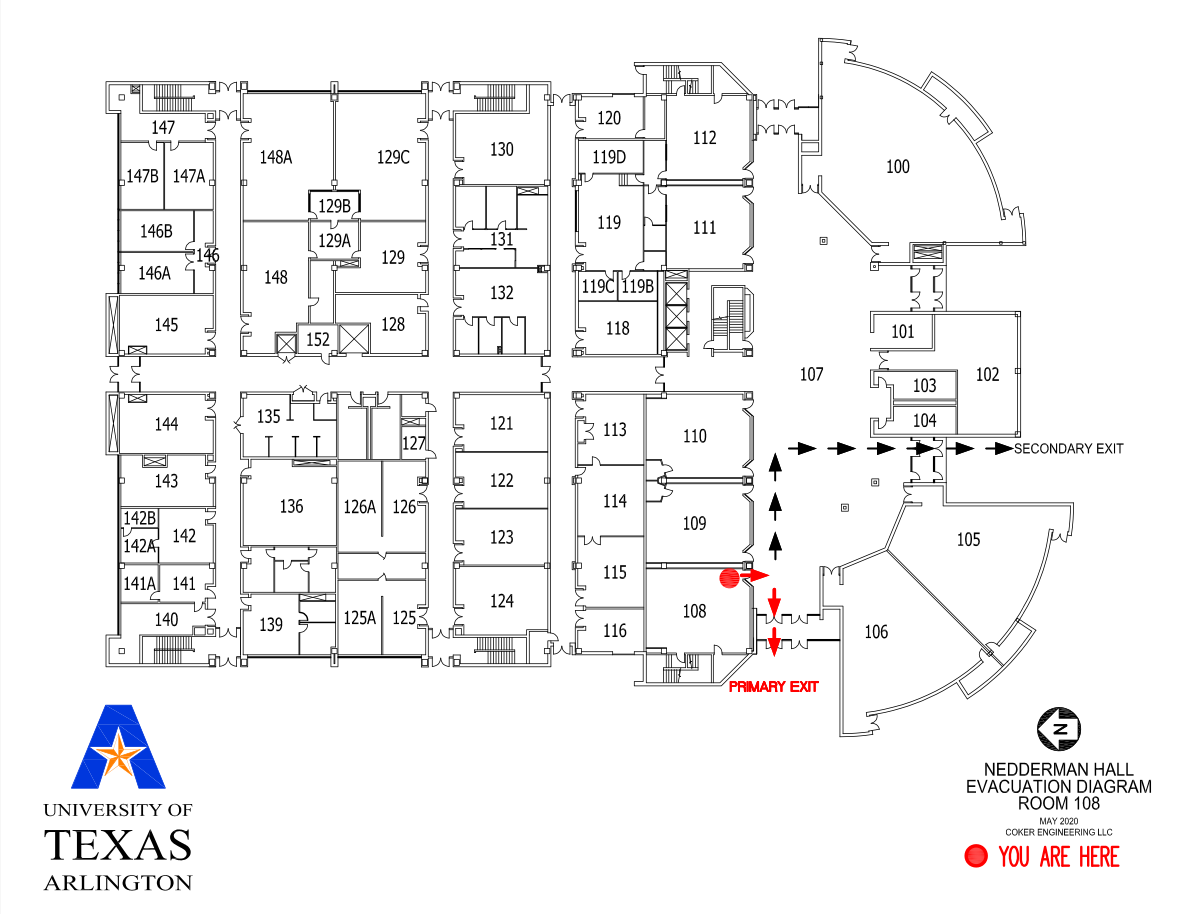 120
112
147
130
148A
129C
119D
100
147B
147A
129B
119
111
146B
129A
131
146
129
146A
148
132
119C
119B
145
128
118
101
152
107
102
103
104
135
144
121
113
110
127
SECONDARY EXIT
143
122
114
136
126A
126
109
142B
142
123
105
142A
141A
141
115
124
108
140
139
125A
125
116
106
PRIMARY EXIT
N
NEDDERMAN HALL
EVACUATION DIAGRAM
ROOM 108
MAY 2020
COKER ENGINEERING LLC
YOU ARE HERE
UNIVERSITY OF
TEXAS
ARLINGTON